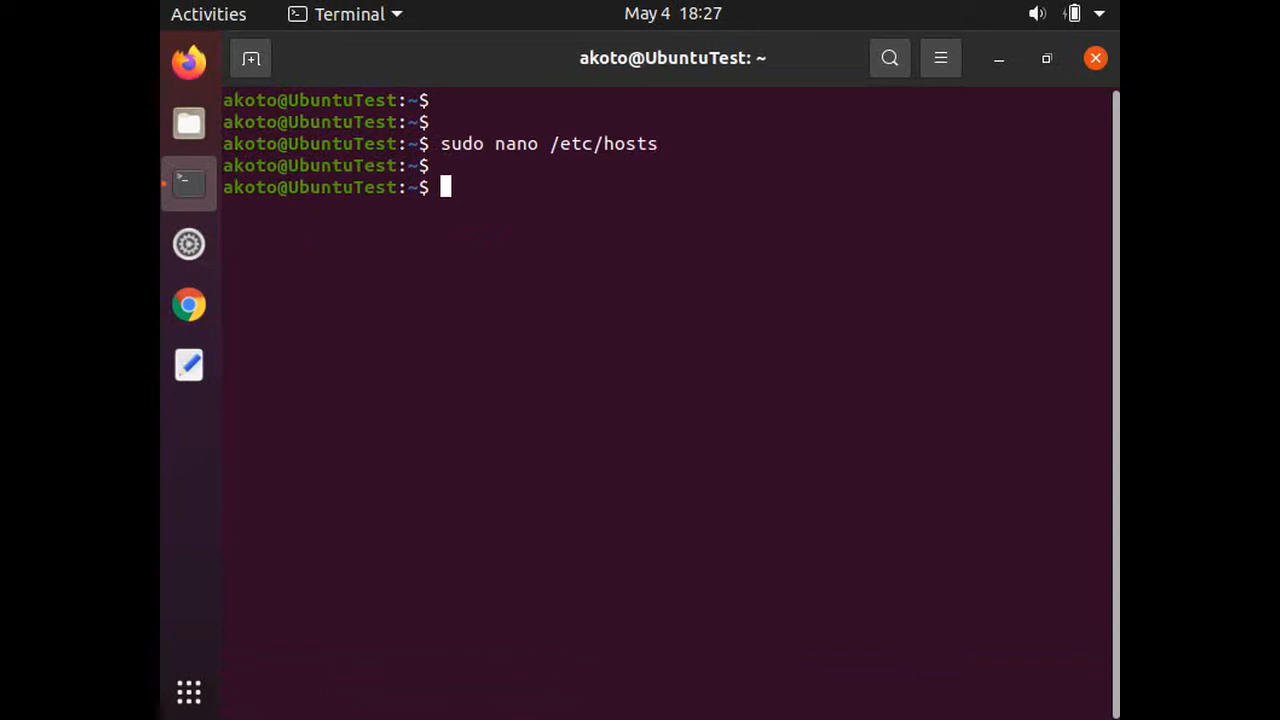 Activities Terminal May 4 18:27
akoto@UbuntuTest: ~
akoto@UbuntuTest:~$
akoto@UbuntuTest:~$
akoto@UbuntuTest:~$ sudo nano /etc/hosts
akoto@UbuntuTest:~$
akoto@UbuntuTest:~$